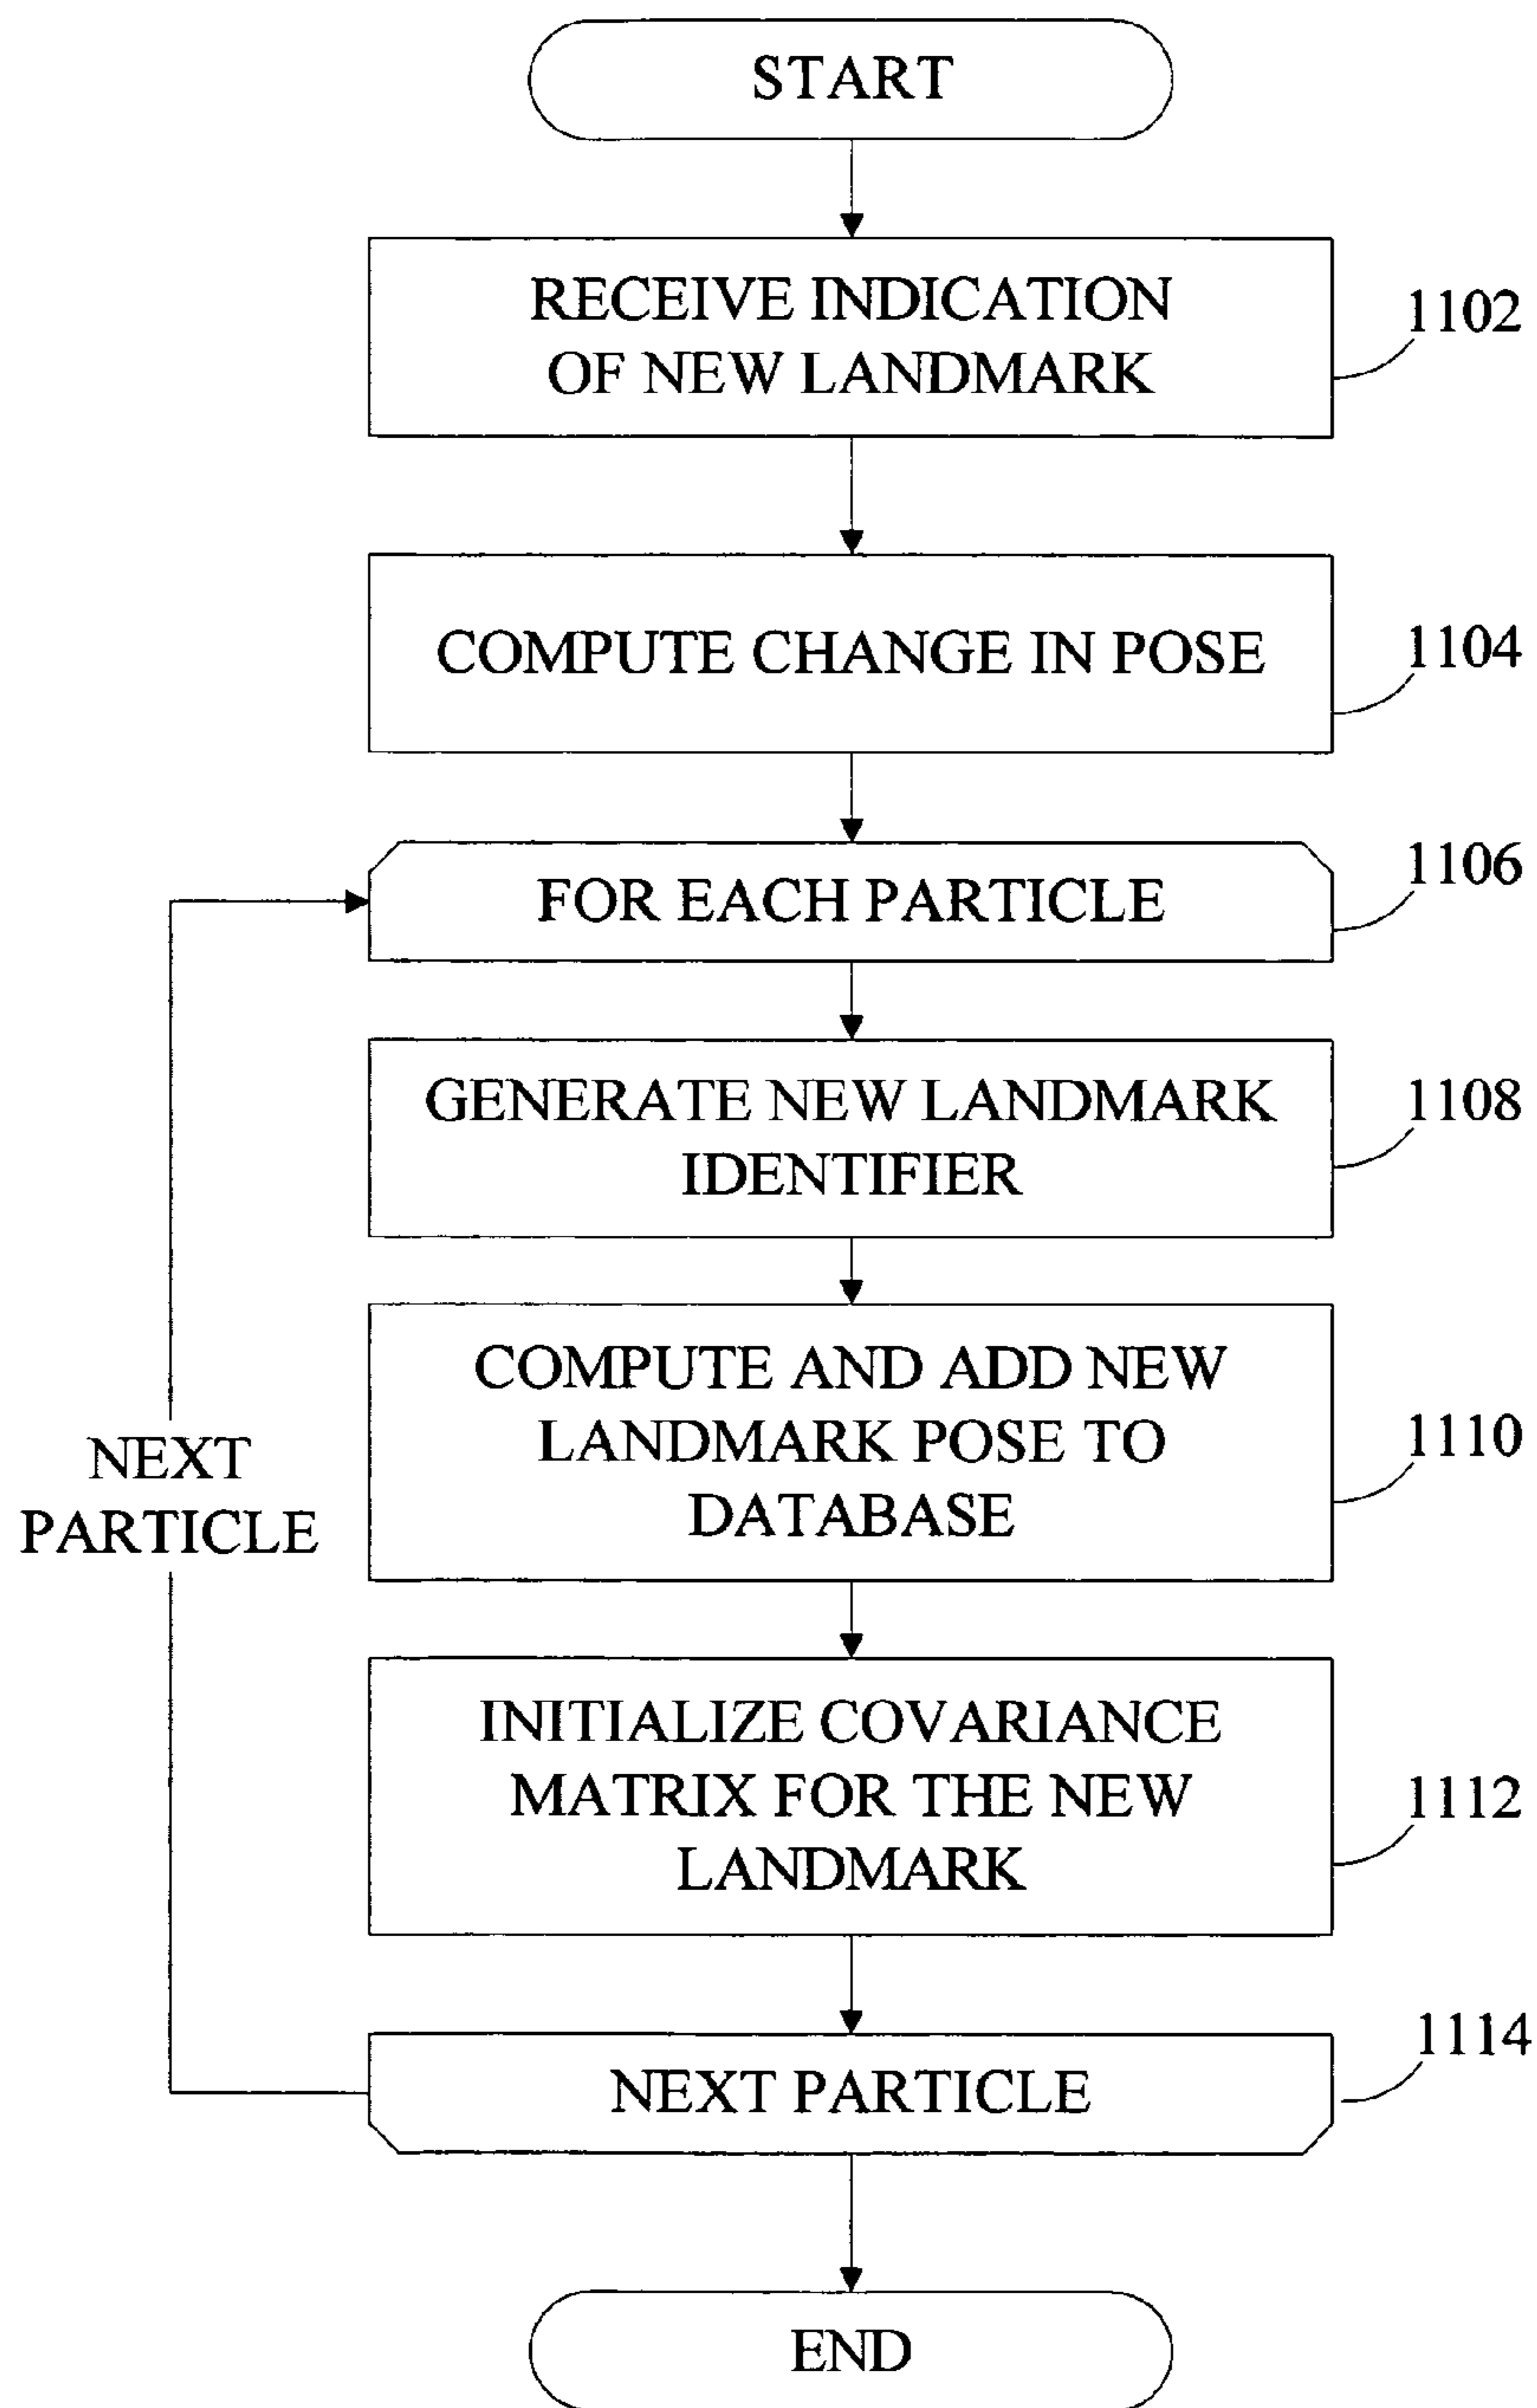 START
RECEIVE INDICATION
OF NEW LANDMARK
1102
COMPUTE CHANGE IN POSE
1104
FOR EACH PARTICLE
1106
GENERATE NEW LANDMARK
IDENTIFIER
1108
COMPUTE AND ADD NEW
LANDMARK POSE TO
DATABASE
1110
NEXT
PARTICLE
INITIALIZE COVARIANCE
MATRIX FOR THE NEW
LANDMARK
1112
NEXT PARTICLE
1114
END